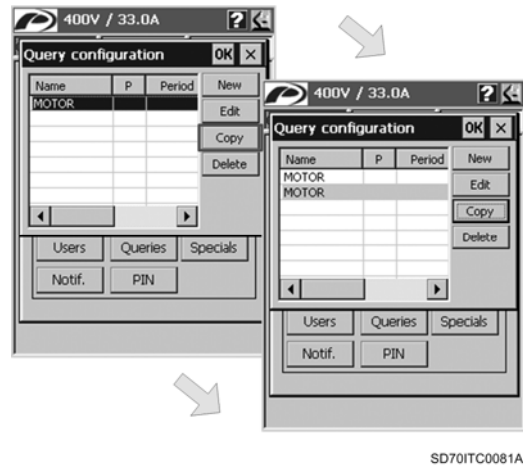 400V / 33.0A ?
Query configuration OK ×
Name P Period New
MOTOR Edit
Copy
Delete
Users Queries Specials
Notif. PIN
400V / 33.0A ?
Query configuration OK ×
Name P Period New
MOTOR
MOTOR Edit
Copy
Delete
Users Queries Specials
Notif. PIN
SD70ITC0081A